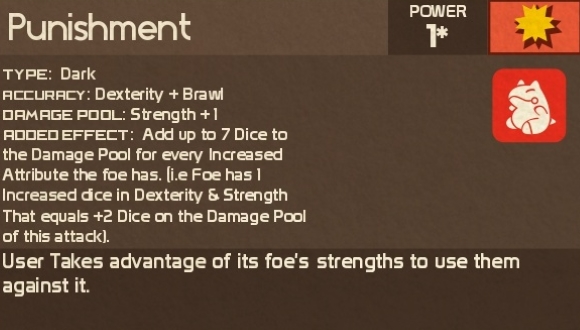 Punishment
POWER
1*
TYPE: Dark
ACCURACY: Dexterity + Brawl
DAMAGE POOL: Strength +1
ADDED EFFECT: Add up to 7 Dice to
the Damage Pool for every Increased
Attribute the foe has. (i.e Foe has 1
Increased dice in Dexterity & Strength
That equals +2 Dice on the Damage Pool
of this attack).
User Takes advantage of its foe's strengths to use them
against it.